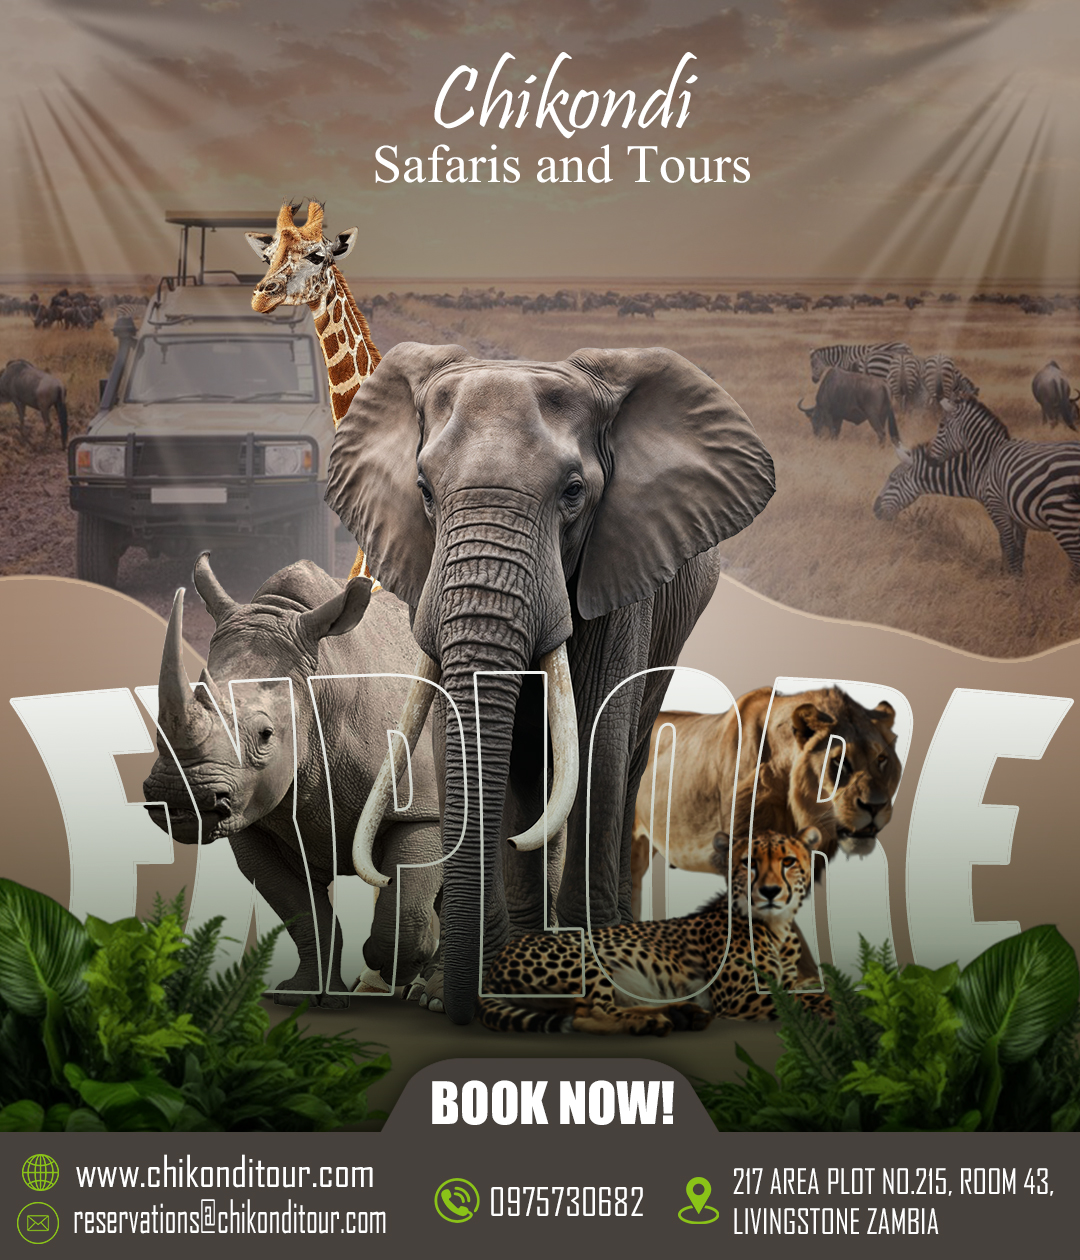 Chikondi
Safaris and Tours
EXPLORE
BOOK NOW!
www.chikonditour.com
reservations@chikonditour.com
0975730682
217 AREA PLOT NO.215, ROOM 43,
LIVINGSTONE ZAMBIA